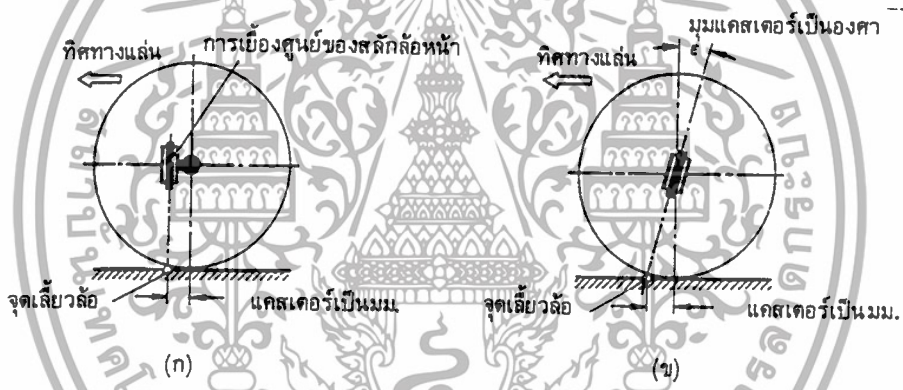 มุมแคสเตอร์เป็นองศา
การเยื้องศูนย์ของสลักล้อหน้า
ทิศทางแล่น
ทิศทางแล่น
ε
จุดเลี้ยวล้อ
แคสเตอร์เป็นมม.
จุดเลี้ยวล้อ
แคสเตอร์เป็นมม.
(ก)
(ข)